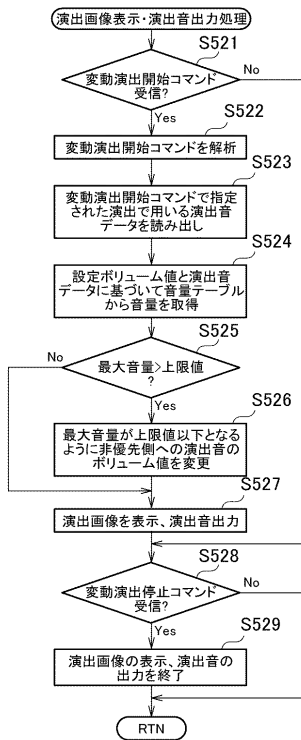 演出画像表示・演出音出力処理
S521
変動演出開始コマンド
受信?
No
Yes
S522
変動演出開始コマンドを解析
S523
変動演出開始コマンドで指定
された演出で用いる演出音
データを読み出し
S524
設定ボリューム値と演出音
データに基づいて音量テーブル
から音量を取得
S525
No
最大音量>上限値
?
Yes
S526
最大音量が上限値以下となる
ように非優先側への演出音の
ボリューム値を変更
S527
演出画像を表示、演出音出力
S528
変動演出停止コマンド
受信?
No
Yes
S529
演出画像の表示、演出音の
出力を終了
RTN